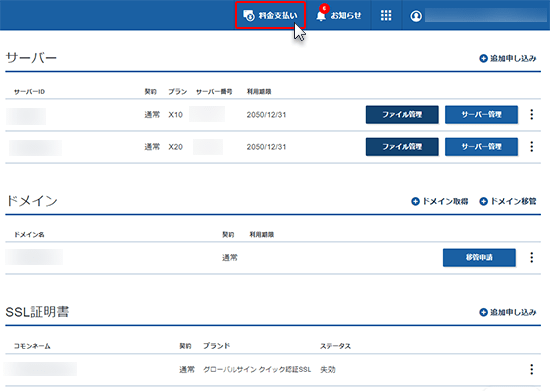 料金支払い 6 お知らせ
サーバー 追加申し込み
サーバーID 契約 プラン サーバー番号 利用期限
通常 X10 2050/12/31 ファイル管理 サーバー管理
通常 X20 2050/12/31 ファイル管理 サーバー管理
ドメイン ドメイン取得 ドメイン移管
ドメイン名 契約 利用期限
通常 移管申請
SSL証明書 追加申し込み
コモンネーム 契約 ブランド ステータス
通常 グローバルサイン クイック認証SSL 失効